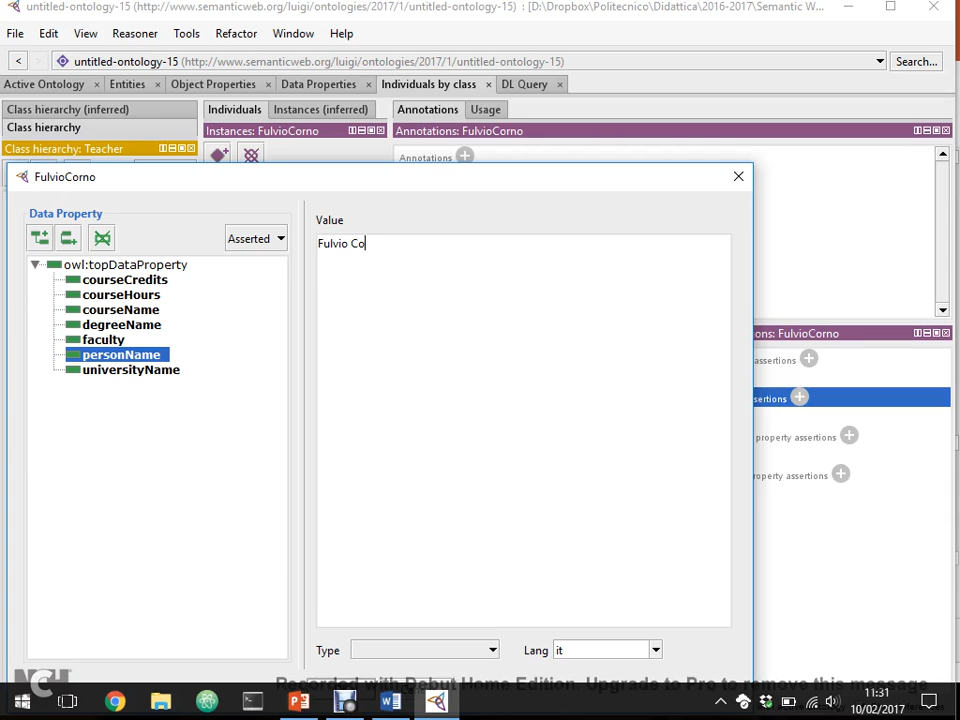 untitled-ontology-15 (http://www.semanticweb.org/luigi/ontologies/2017/1/untitled-ontology-15) : [D:\Dropbox\Politecnico\Didattica\2016-2017\Semantic W...
File Edit View Reasoner Tools Refactor Window Help
< > untitled-ontology-15 (http://www.semanticweb.org/luigi/ontologies/2017/1/untitled-ontology-15) Search...
Active Ontology × Entities × Object Properties × Data Properties × Individuals by class × DL Query ×
Class hierarchy (inferred) Individuals Instances (inferred) Annotations Usage
Class hierarchy Instances: FulvioCorno Annotations: FulvioCorno
Class hierarchy: Teacher
Annotations
FulvioCorno
Data Property
Value
Asserted
Fulvio Co
owl:topDataProperty
courseCredits
courseHours
courseName
degreeName
faculty
personName
universityName
ons: FulvioCorno
assertions
sertions
property assertions
roperty assertions
Type Lang it
NCH
Recorded with Debut Home Edition. Upgrade to Pro to remove this message
11:31
10/02/2017